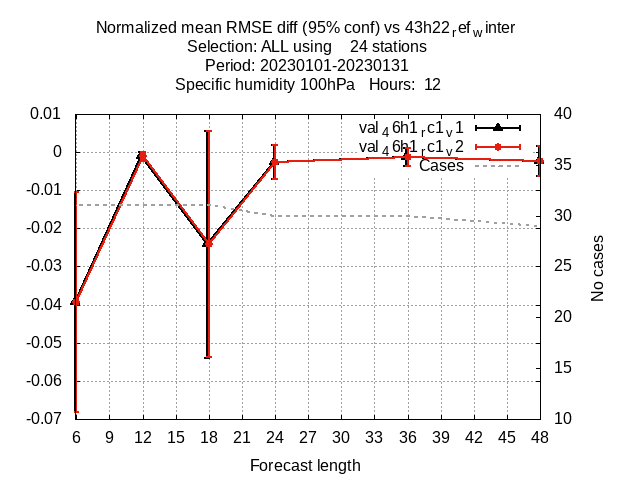 Normalized mean RMSE diff (95% conf) vs 43h22refwinter
Selection: ALL using 24 stations
Period: 20230101-20230131
Specific humidity 100hPa Hours: 12
0.01
0
-0.01
-0.02
-0.03
-0.04
-0.05
-0.06
-0.07
val46h1rc1v1
val46h1rc1v2
Cases
40
35
30
25
20
15
10
No cases
6 9 12 15 18 21 24 27 30 33 36 39 42 45 48
Forecast length